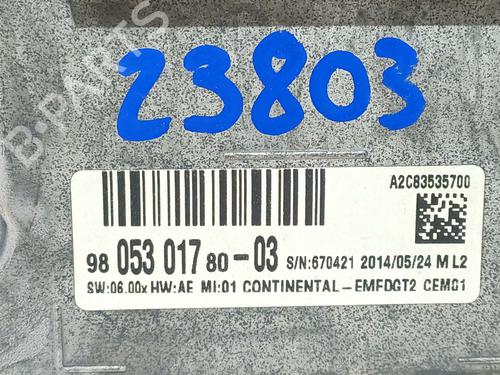 B-PARTS
23803
A2C83535700
98 053 017 80-03 S/N:670421 2014/05/24 M L2
SW:06.00x HW:AE MI:01 CONTINENTAL-EMFDGT2 CEM01